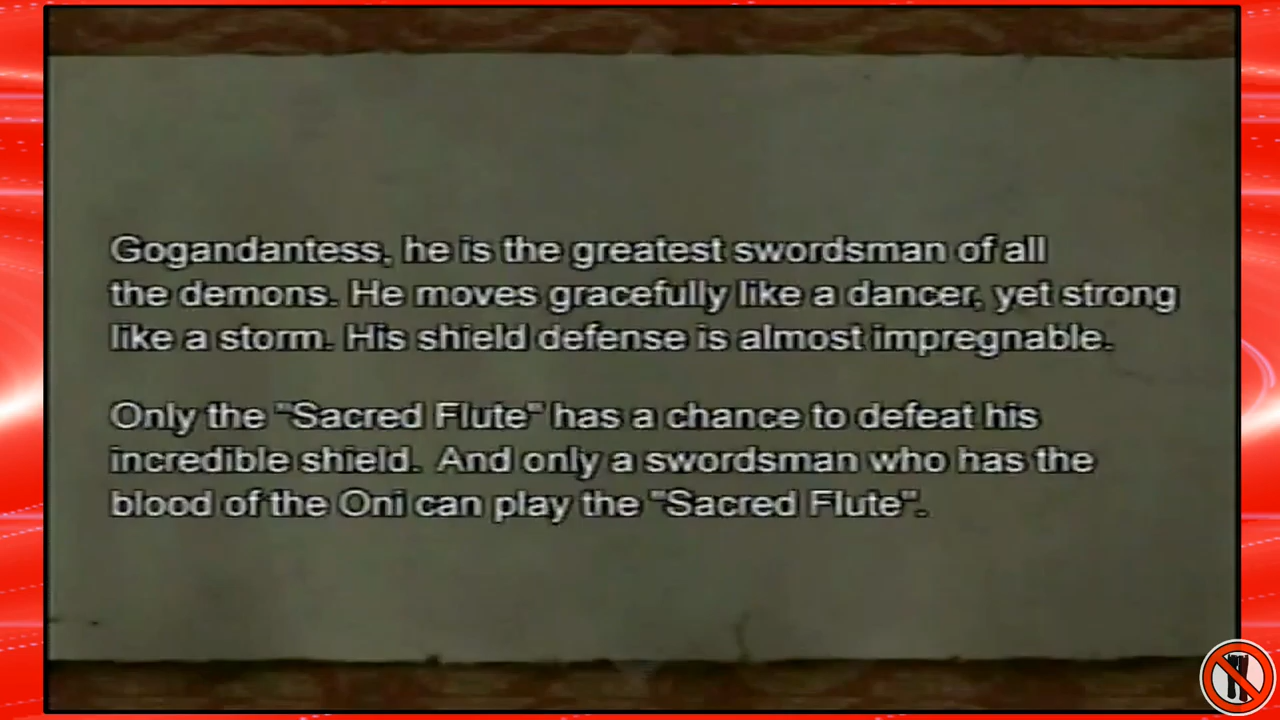 Gogandantess, he is the greatest swordsman of all
the demons. He moves gracefully like a dancer, yet strong
like a storm. His shield defense is almost impregnable.
Only the "Sacred Flute" has a chance to defeat his
incredible shield. And only a swordsman who has the
blood of the Oni can play the "Sacred Flute".